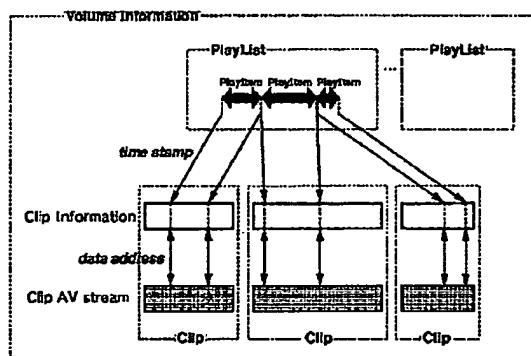 Volume Information
PlayList
PlayList
...
PlayItem PlayItem PlayItem
time stamp
Clip Information
data address
Clip AV stream
Clip
Clip
Clip